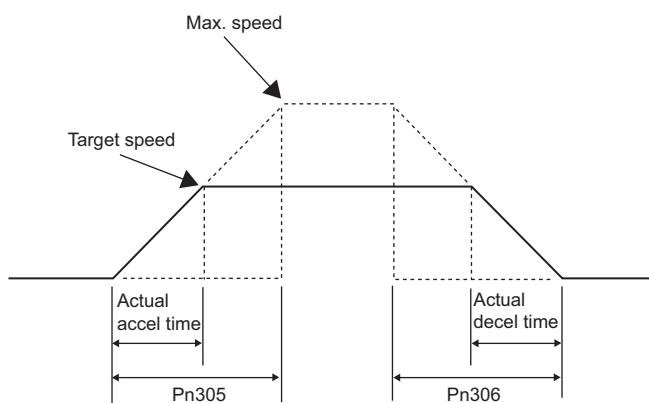 Max. speed
Target speed
Actual
accel time
Actual
decel time
Pn305
Pn306